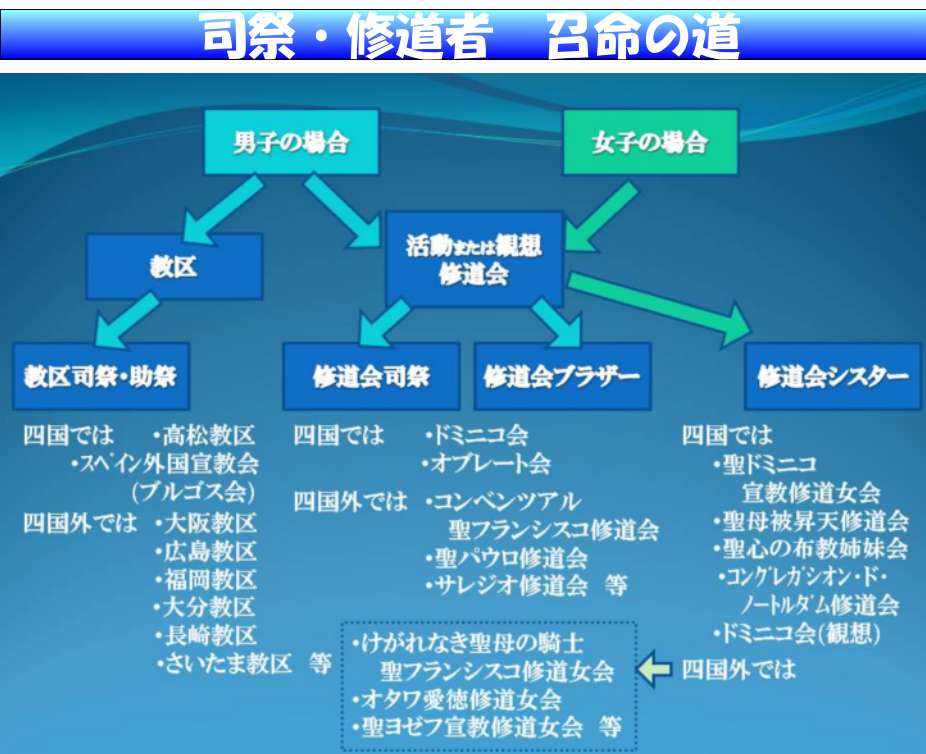 司祭・修道者　召命の道
男子の場合
女子の場合
教区
活動または観想
修道会
教区司祭・助祭
修道会司祭
修道会ブラザー
修道会シスター
四国では　・高松教区
・スペイン外国宣教会
(ブルゴス会)
四国外では　・大阪教区
・広島教区
・福岡教区
・大分教区
・長崎教区
・さいたま教区　等
四国では　・ドミニコ会
・オブレート会
四国外では　・コンベンツアル
聖フランシスコ修道会
・聖パウロ修道会
・サレジオ修道会　等
四国では
・聖ドミニコ
宣教修道女会
・聖母被昇天修道会
・聖心の布教姉妹会
・コングレガシオン・ド・
ノートルダム修道会
・ドミニコ会(観想)
四国外では
・けがれなき聖母の騎士
聖フランシスコ修道女会
・オタワ愛徳修道女会
・聖ヨゼフ宣教修道女会　等